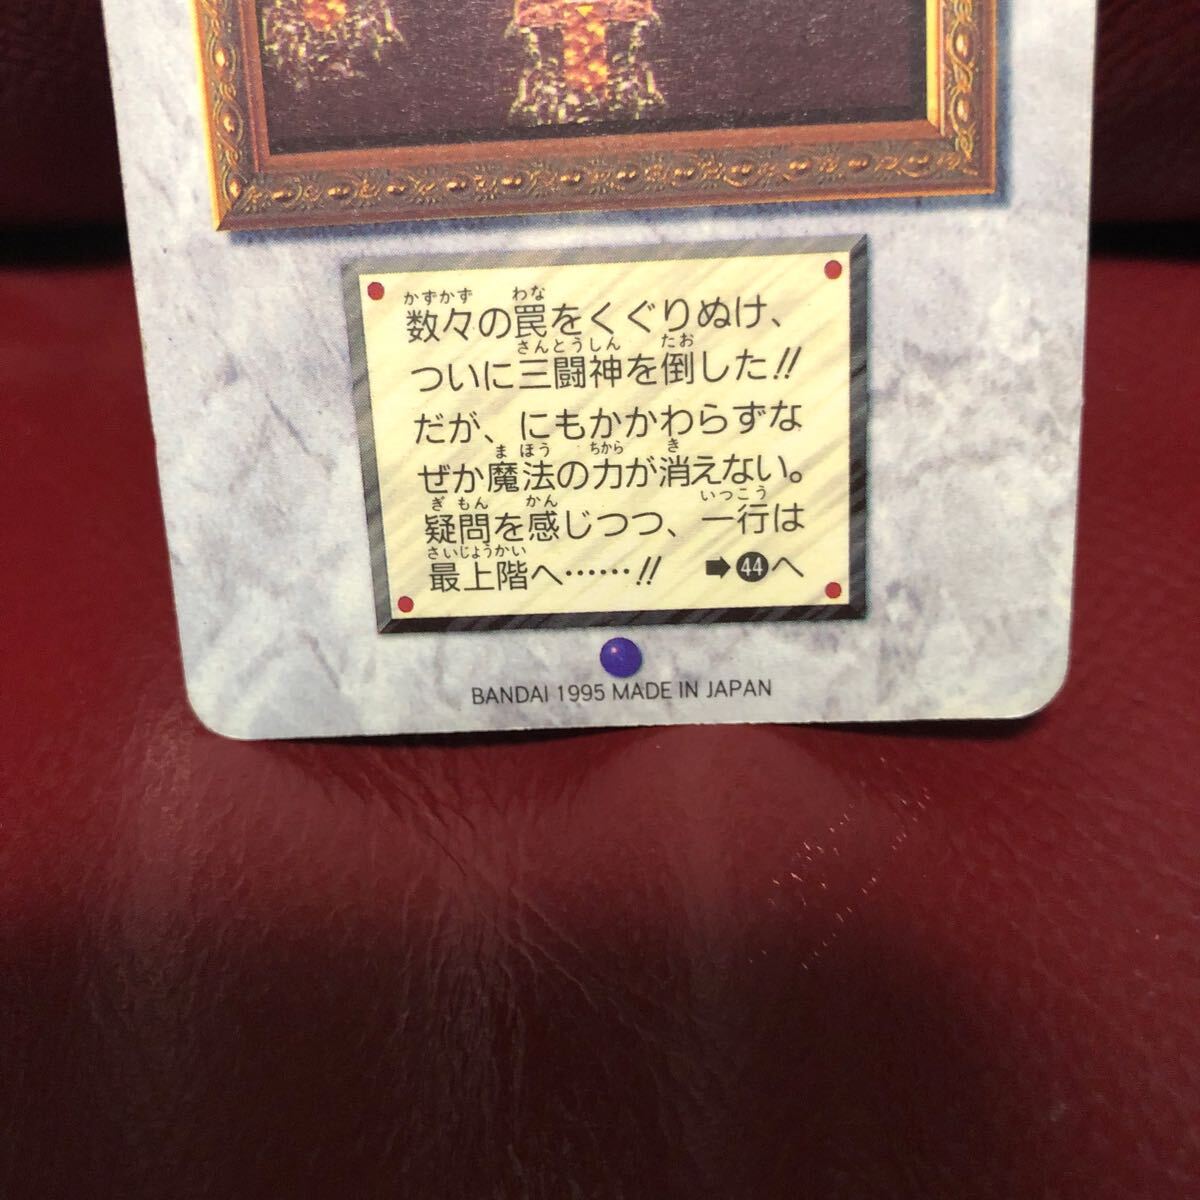 数々の罠をくぐりぬけ、
ついに三闘神を倒した!!
だが、にもかかわらずな
ぜか魔法の力が消えない。
疑問を感じつつ、一行は
最上階へ……!! ➡44へ
BANDAI 1995 MADE IN JAPAN